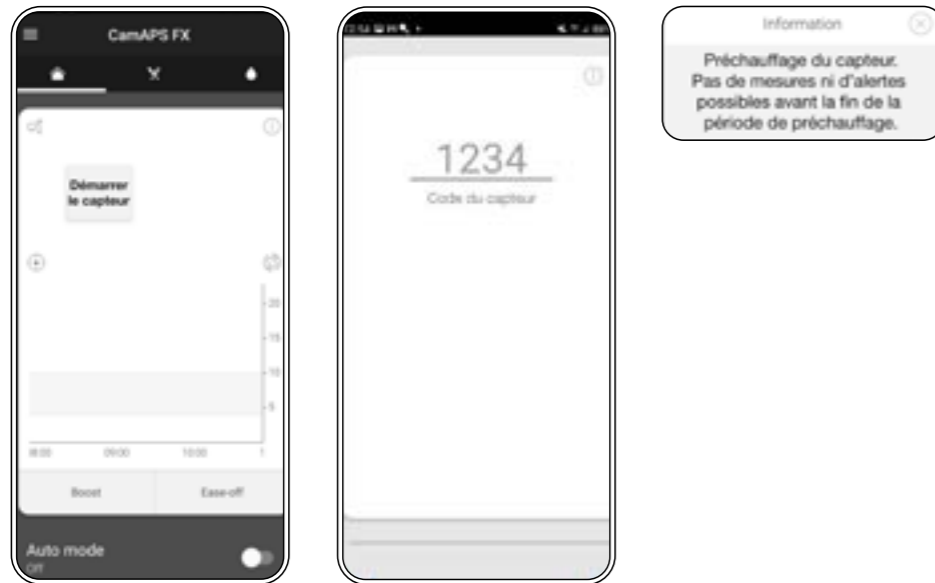 CamAPS FX
Démarrer
le capteur
20
15
10
5
08:00 09:00 10:00 1
Boost Ease-off
Auto mode
Off
1234
Code du capteur
Information
Préchauffage du capteur.
Pas de mesures ni d'alertes
possibles avant la fin de la
période de préchauffage.